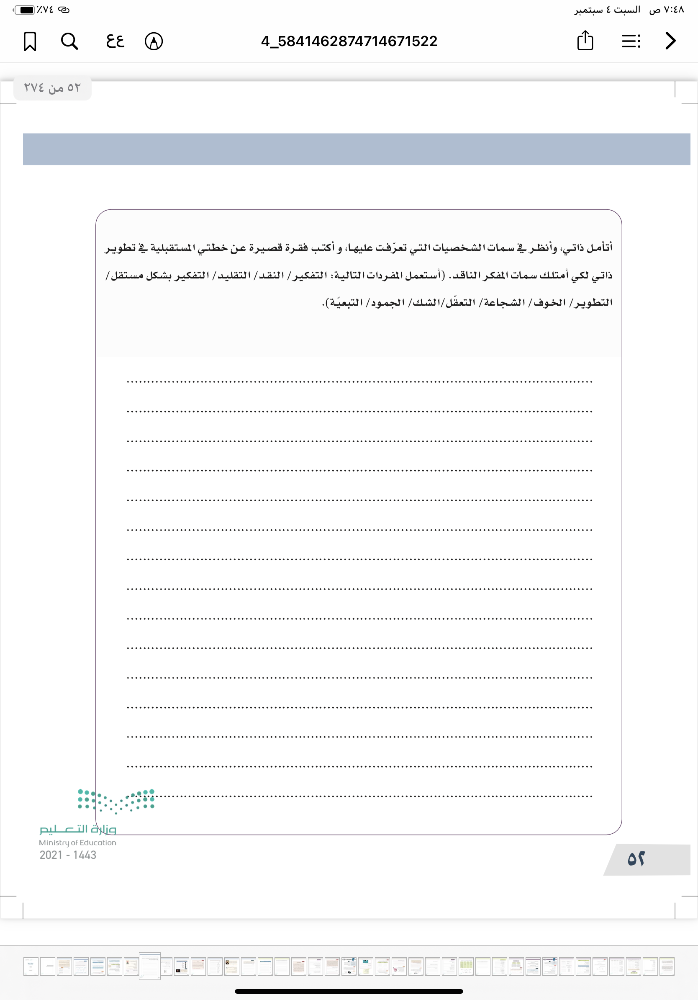 ٧:٤٨ ص السبت ٤ سبتمبر
٪٧٤
4_5841462874714671522
عع
٥٢ من ٢٧٤
أتأمل ذاتي، وأنظر في سمات الشخصيات التي تعرّفت عليها، و أكتب فقرة قصيرة عن خطتي المستقبلية في تطوير
ذاتي لكي أمتلك سمات المفكر الناقد. (أستعمل المفردات التالية: التفكير/ النقد/ التقليد/ التفكير بشكل مستقل/
التطوير/ الخوف/ الشجاعة/ التعقّل/الشك/ الجمود/ التبعيّة).
وزارة التعليم
Ministry of Education
2021 - 1443
٥٢